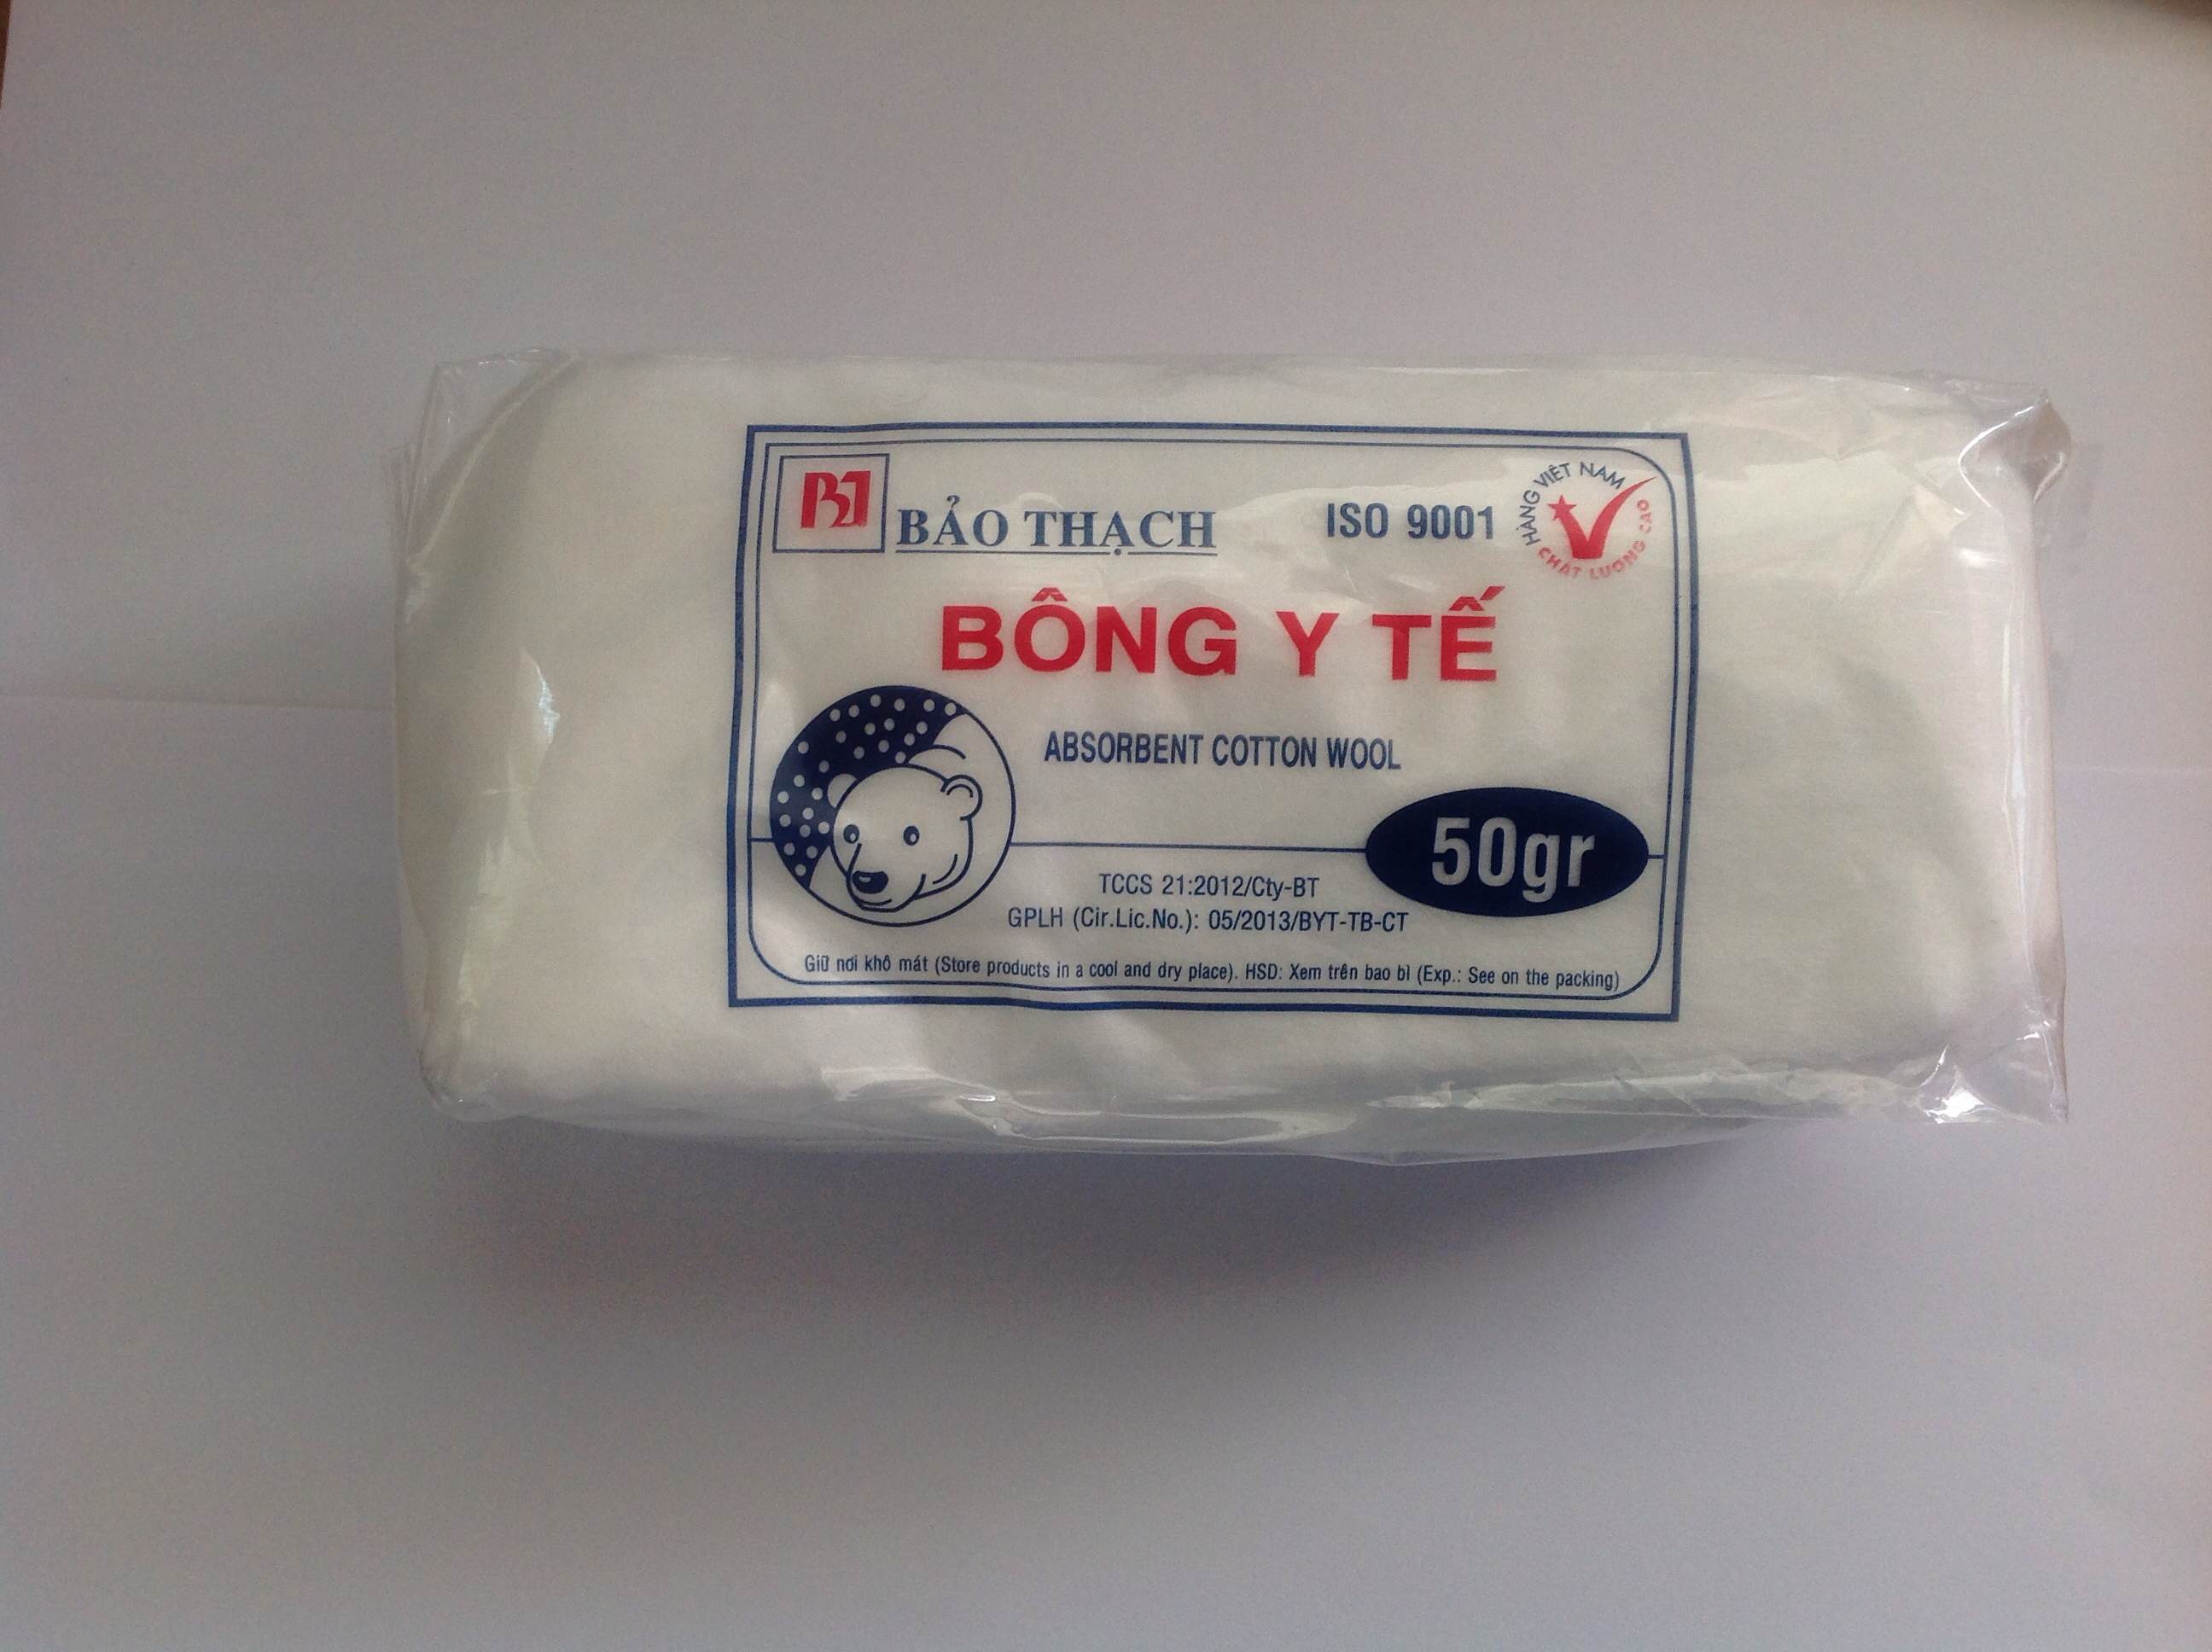 BT
BẢO THẠCH
ISO 9001
HÀNG VIỆT NAM
CHẤT LƯỢNG CAO
BÔNG Y TẾ
ABSORBENT COTTON WOOL
50gr
TCCS 21:2012/Cty-BT
GPLH (Cir.Lic.No.): 05/2013/BYT-TB-CT
Giữ nơi khô mát (Store products in a cool and dry place). HSD: Xem trên bao bì (Exp.: See on the packing)